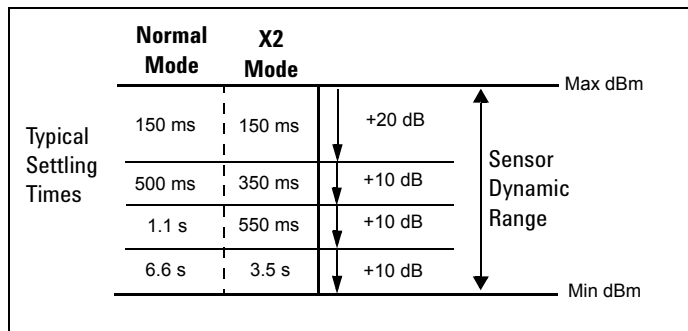 Normal Mode
X2 Mode
Max dBm
Typical Settling Times
150 ms 150 ms +20 dB
500 ms 350 ms +10 dB
1.1 s 550 ms +10 dB
6.6 s 3.5 s +10 dB
Sensor Dynamic Range
Min dBm